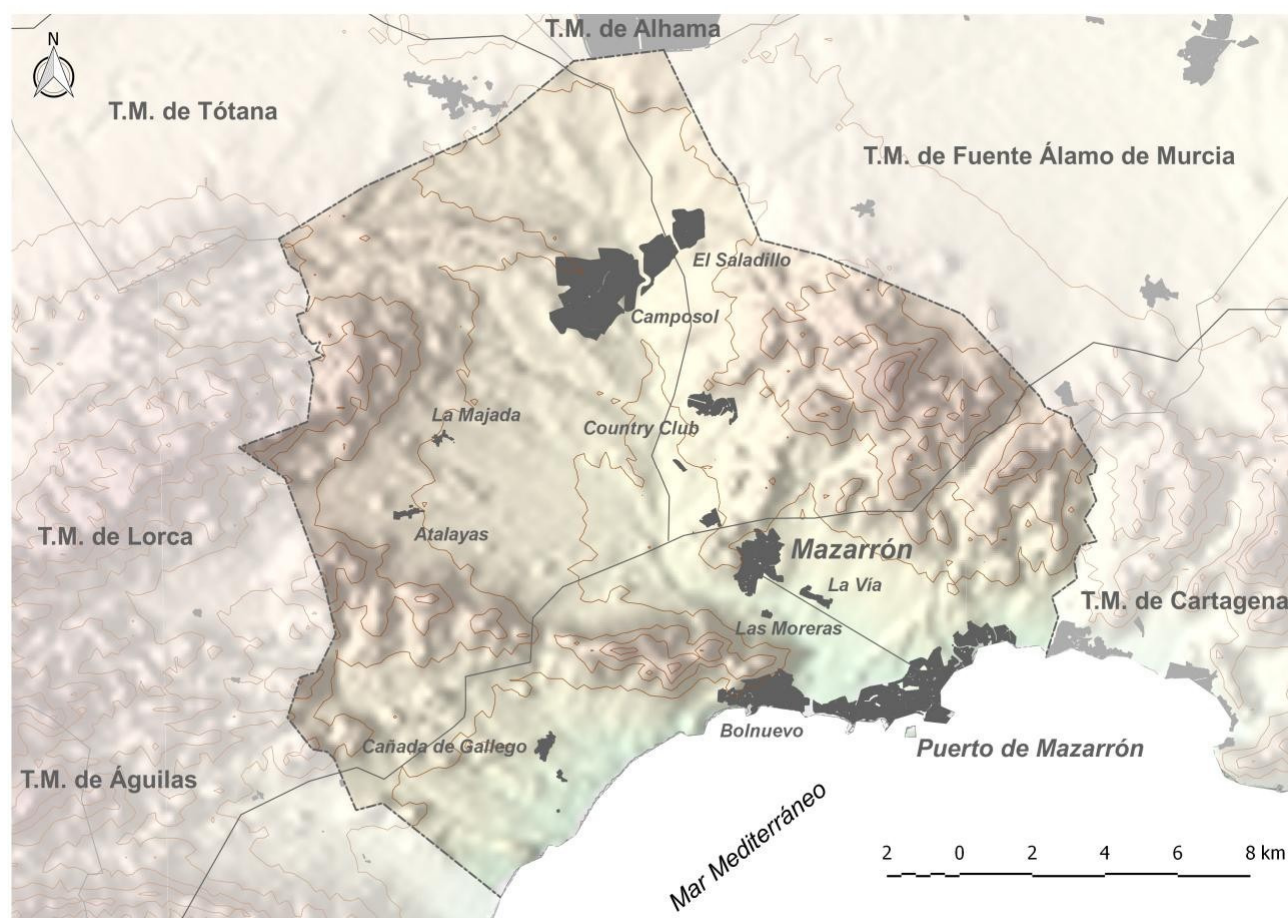 T.M. de Alhama
N
T.M. de Tótana
T.M. de Fuente Álamo de Murcia
El Saladillo
Camposol
La Majada
Country Club
T.M. de Lorca
Atalayas
Mazarrón
La Vía
T.M. de Cartagena
Las Moreras
Bolnuevo
Cañada de Gallego
Puerto de Mazarrón
T.M. de Águilas
Mar Mediterráneo
2 0 2 4 6 8 km